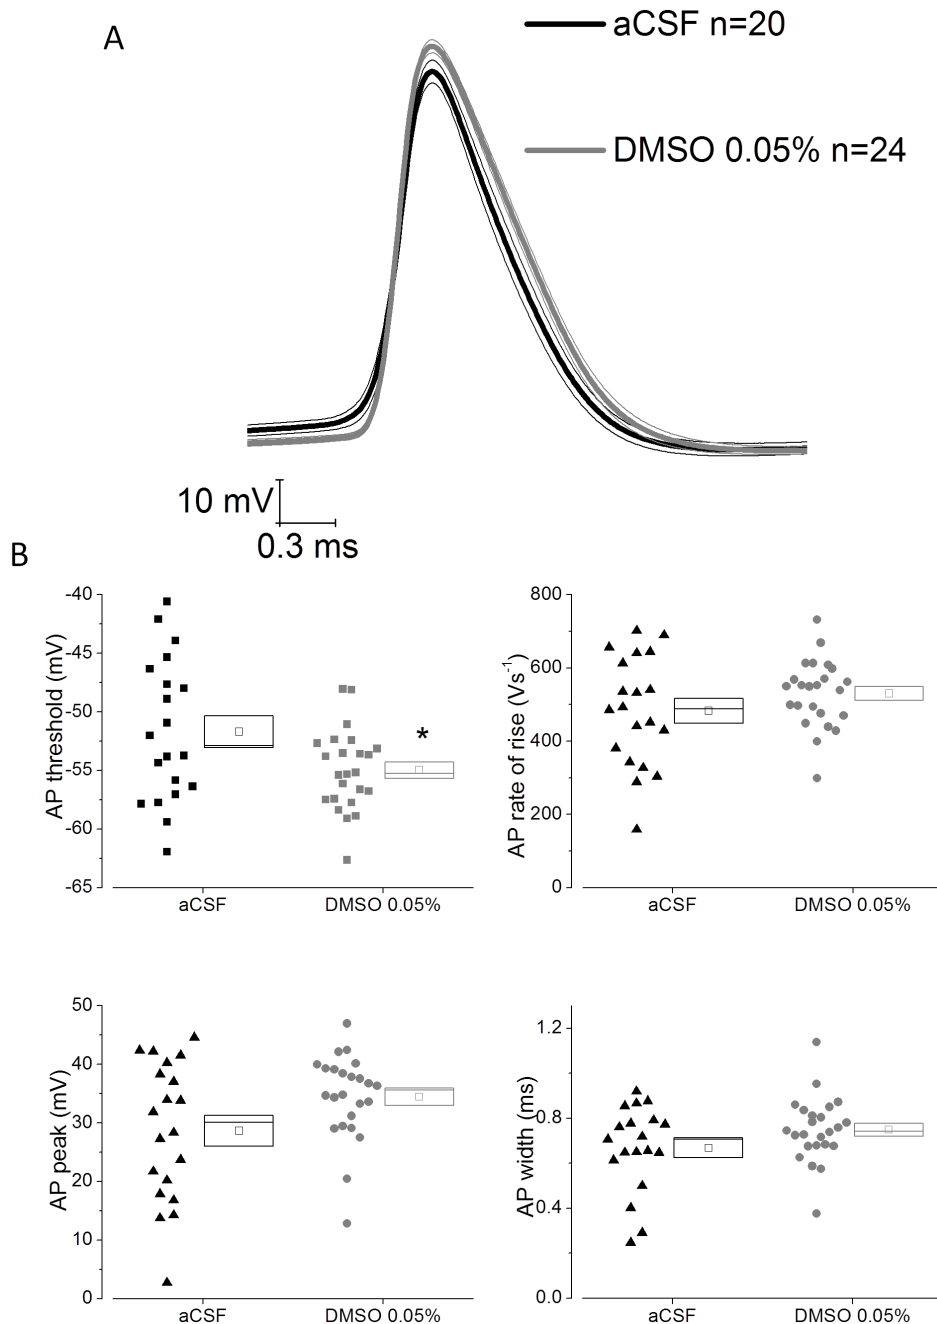 A
aCSF n=20
DMSO 0.05% n=24
10 mV
0.3 ms
B
AP threshold (mV)
-40
-45
-50
-55
-60
-65
*
aCSF
DMSO 0.05%
AP rate of rise (Vs-1)
800
600
400
200
0
aCSF
DMSO 0.05%
AP peak (mV)
50
40
30
20
10
0
aCSF
DMSO 0.05%
AP width (ms)
1.2
0.8
0.4
0.0
aCSF
DMSO 0.05%